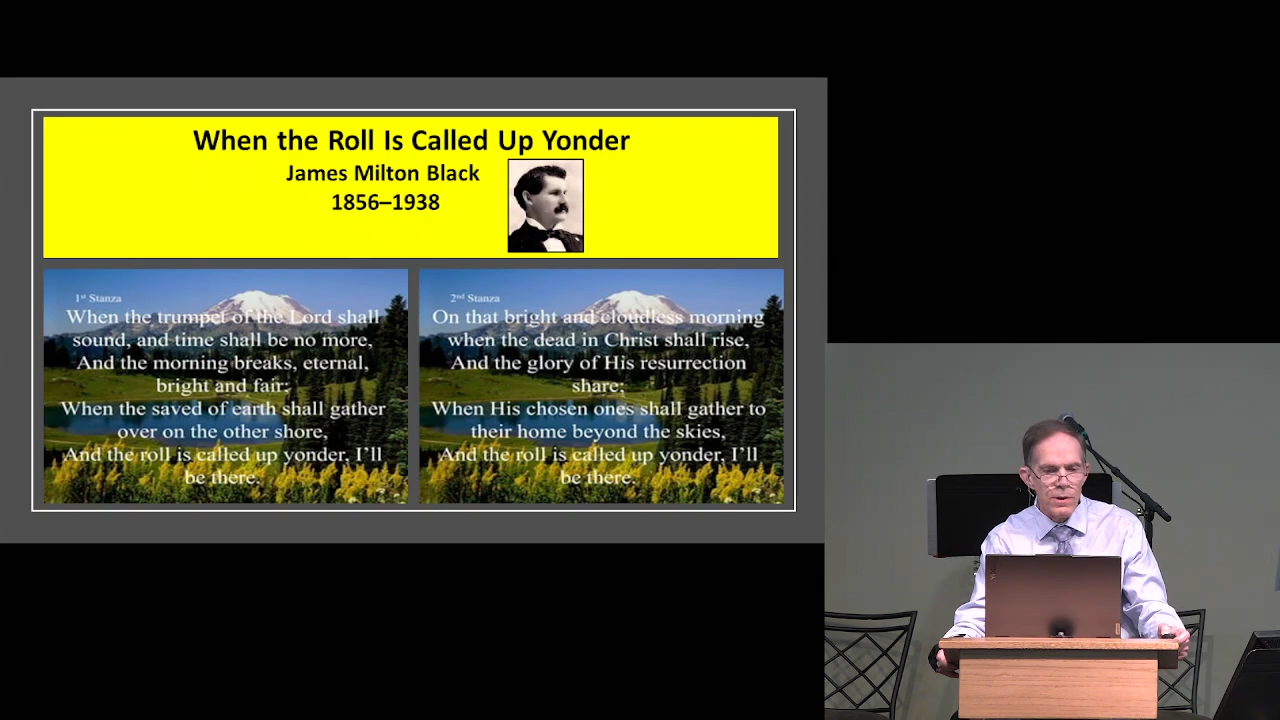 When the Roll Is Called Up Yonder
James Milton Black
1856–1938
1st Stanza
When the trumpet of the Lord shall
sound, and time shall be no more,
And the morning breaks, eternal,
bright and fair;
When the saved of earth shall gather
over on the other shore,
And the roll is called up yonder, I’ll
be there.
2nd Stanza
On that bright and cloudless morning
when the dead in Christ shall rise,
And the glory of His resurrection
share;
When His chosen ones shall gather to
their home beyond the skies,
And the roll is called up yonder, I’ll
be there.